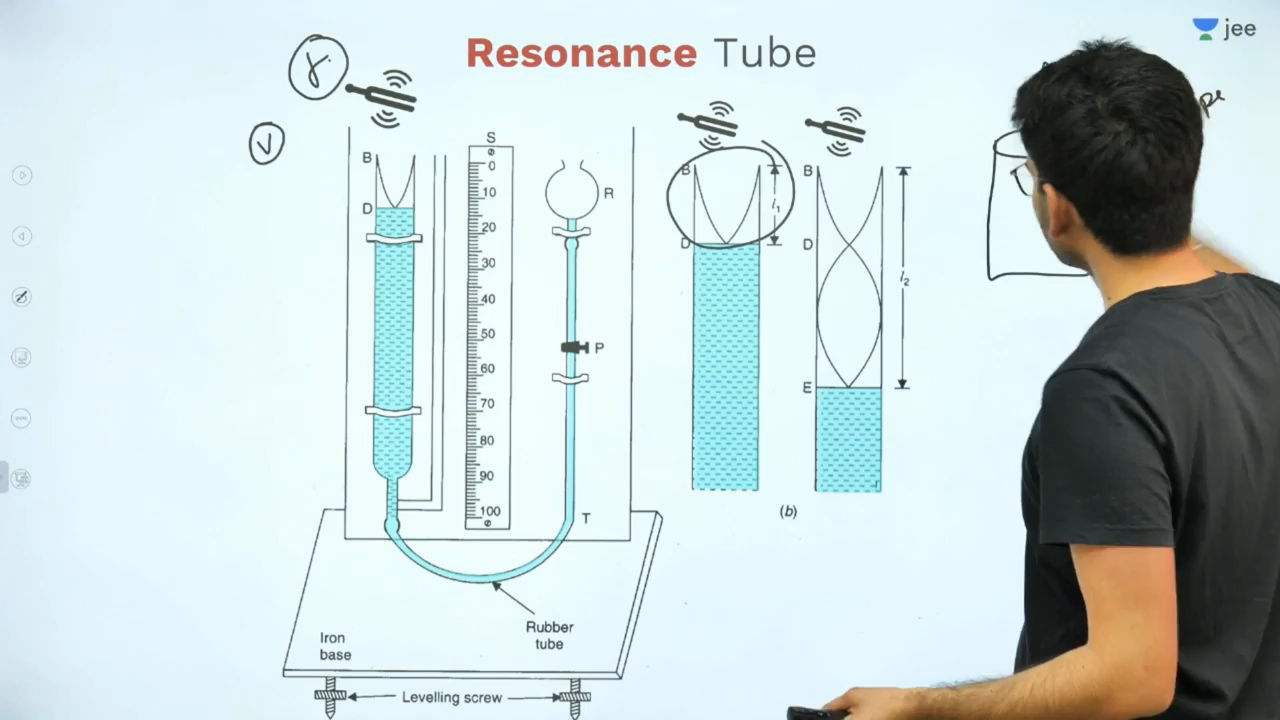 jee
Resonance Tube
γ
v
pe
S
0
10
20
30
40
50
60
70
80
90
100
B
D
R
P
T
B
D
l₁
B
D
E
l₂
(b)
Rubber
tube
Iron
base
Levelling screw